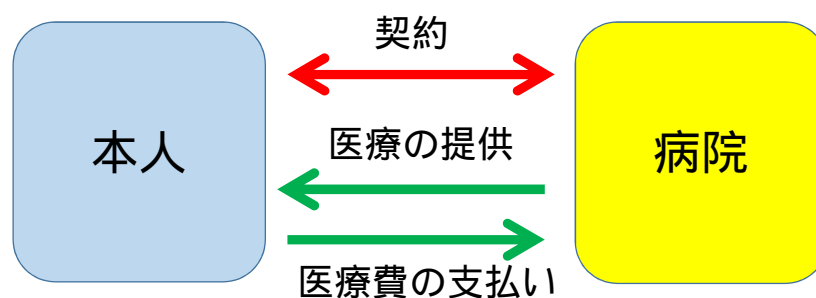 契約
本人
医療の提供
病院
医療費の支払い